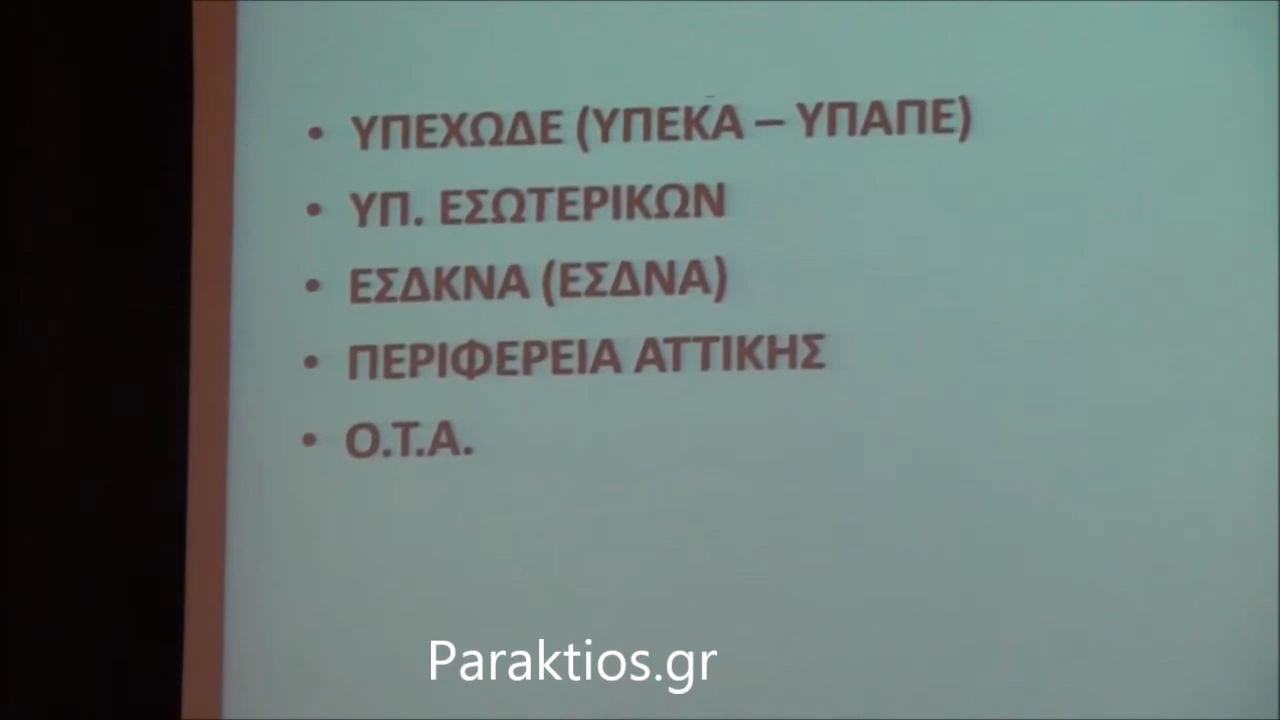 • ΥΠΕΧΩΔΕ (ΥΠΕΚΑ – ΥΠΑΠΕ)
• ΥΠ. ΕΣΩΤΕΡΙΚΩΝ
• ΕΣΔΚΝΑ (ΕΣΔΝΑ)
• ΠΕΡΙΦΕΡΕΙΑ ΑΤΤΙΚΗΣ
• Ο.Τ.Α.
Paraktios.gr